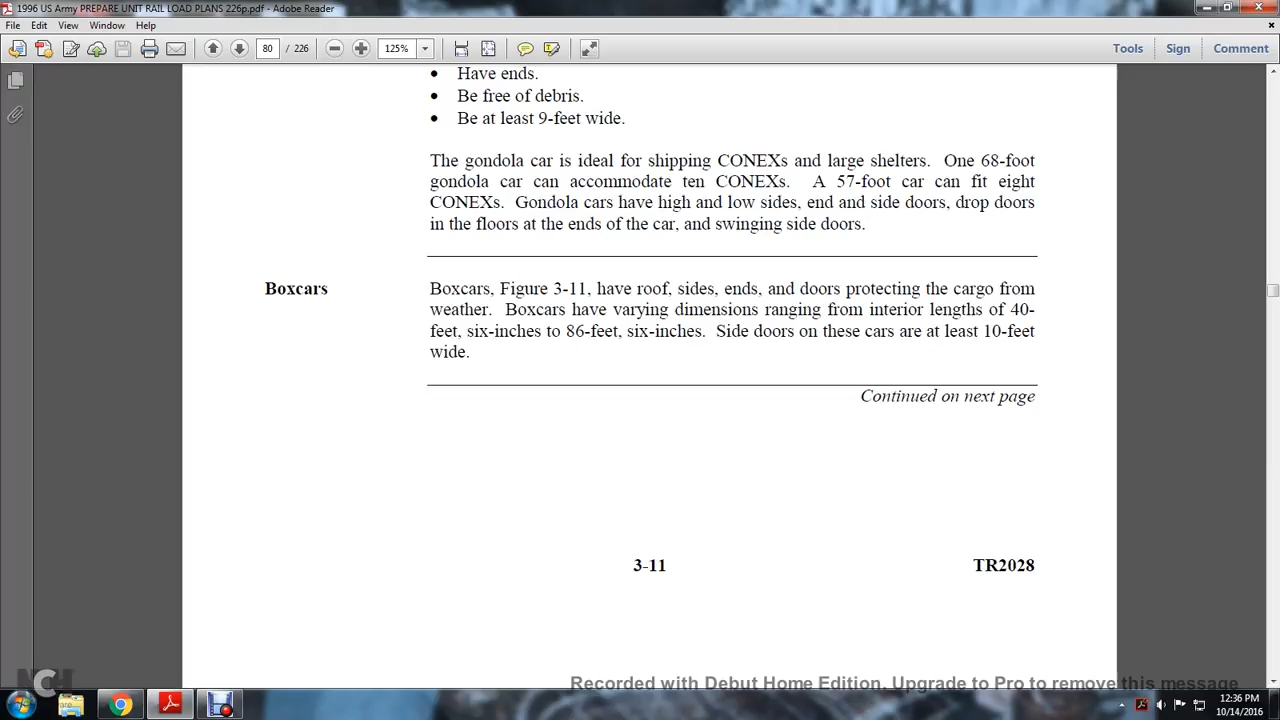 1996 US Army PREPARE UNIT RAIL LOAD PLANS 226p.pdf - Adobe Reader
File Edit View Window Help
80 / 226 125% Tools Sign Comment
• Have ends.
• Be free of debris.
• Be at least 9-feet wide.
The gondola car is ideal for shipping CONEXs and large shelters. One 68-foot
gondola car can accommodate ten CONEXs. A 57-foot car can fit eight
CONEXs. Gondola cars have high and low sides, end and side doors, drop doors
in the floors at the ends of the car, and swinging side doors.
Boxcars Boxcars, Figure 3-11, have roof, sides, ends, and doors protecting the cargo from
weather. Boxcars have varying dimensions ranging from interior lengths of 40-
feet, six-inches to 86-feet, six-inches. Side doors on these cars are at least 10-feet
wide.
Continued on next page
3-11 TR2028
NCH
Recorded with Debut Home Edition. Upgrade to Pro to remove this message
12:36 PM
10/14/2016